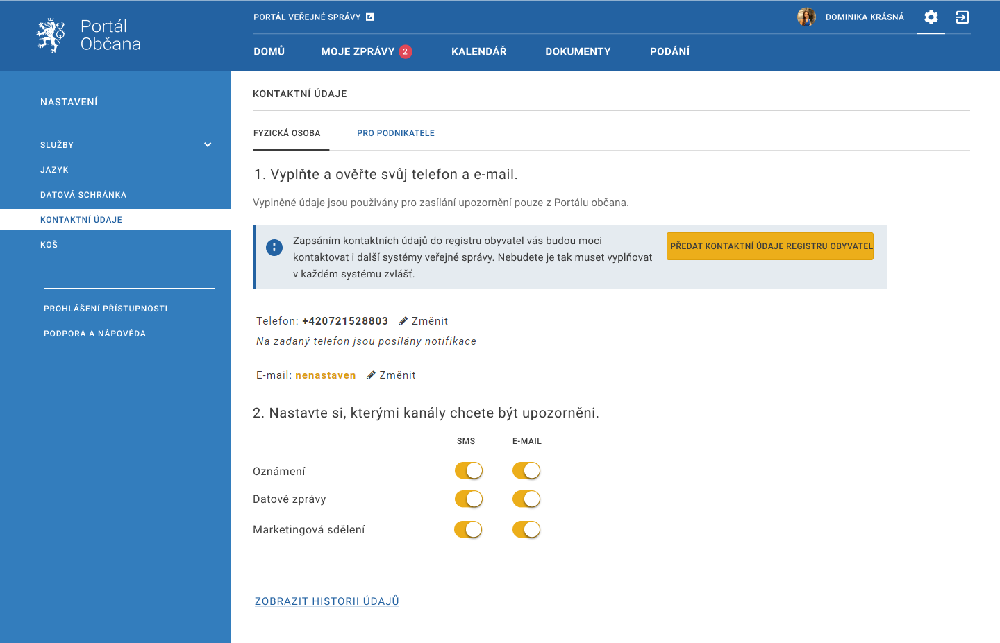 Portál
Občana
PORTÁL VEŘEJNÉ SPRÁVY
DOMINIKA KRÁSNÁ
DOMŮ
MOJE ZPRÁVY 2
KALENDÁŘ
DOKUMENTY
PODÁNÍ
NASTAVENÍ
SLUŽBY
JAZYK
DATOVÁ SCHRÁNKA
KONTAKTNÍ ÚDAJE
KOŠ
PROHLÁŠENÍ PŘÍSTUPNOSTI
PODPORA A NÁPOVĚDA
KONTAKTNÍ ÚDAJE
FYZICKÁ OSOBA
PRO PODNIKATELE
1. Vyplňte a ověřte svůj telefon a e-mail.
Vyplněné údaje jsou použivány pro zasílání upozornění pouze z Portálu občana.
Zapsáním kontaktních údajů do registru obyvatel vás budou moci
kontaktovat i další systémy veřejné správy. Nebudete je tak muset vyplňovat
v každém systému zvlášť.
PŘEDAT KONTAKTNÍ ÚDAJE REGISTRU OBYVATEL
Telefon: +420721528803 Změnit
Na zadaný telefon jsou posílány notifikace
E-mail: nenastaven Změnit
2. Nastavte si, kterými kanály chcete být upozorněni.
SMS E-MAIL
Oznámení
Datové zprávy
Marketingová sdělení
ZOBRAZIT HISTORII ÚDAJŮ